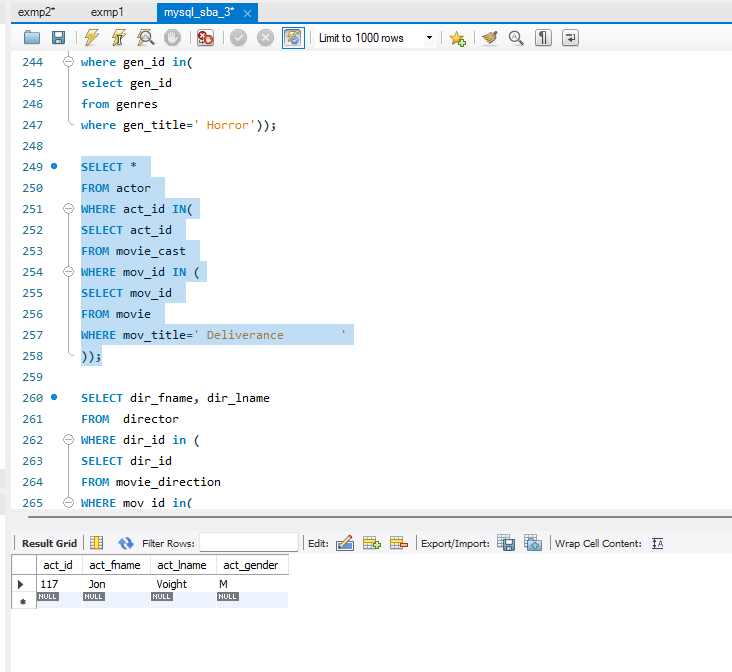 exmp2* exmp1 mysql_sba_3* ×
Limit to 1000 rows
244 where gen_id in(
245 select gen_id
246 from genres
247 where gen_title=' Horror'));
248
249 SELECT *
250 FROM actor
251 WHERE act_id IN(
252 SELECT act_id
253 FROM movie_cast
254 WHERE mov_id IN (
255 SELECT mov_id
256 FROM movie
257 WHERE mov_title=' Deliverance        '
258 ));
259
260 SELECT dir_fname, dir_lname
261 FROM  director
262 WHERE dir_id in (
263 SELECT dir_id
264 FROM movie_direction
265 WHERE mov_id in(
Result Grid Filter Rows: Edit: Export/Import: Wrap Cell Content: IA
act_id act_fname act_lname act_gender
117 Jon Voight M
NULL NULL NULL NULL